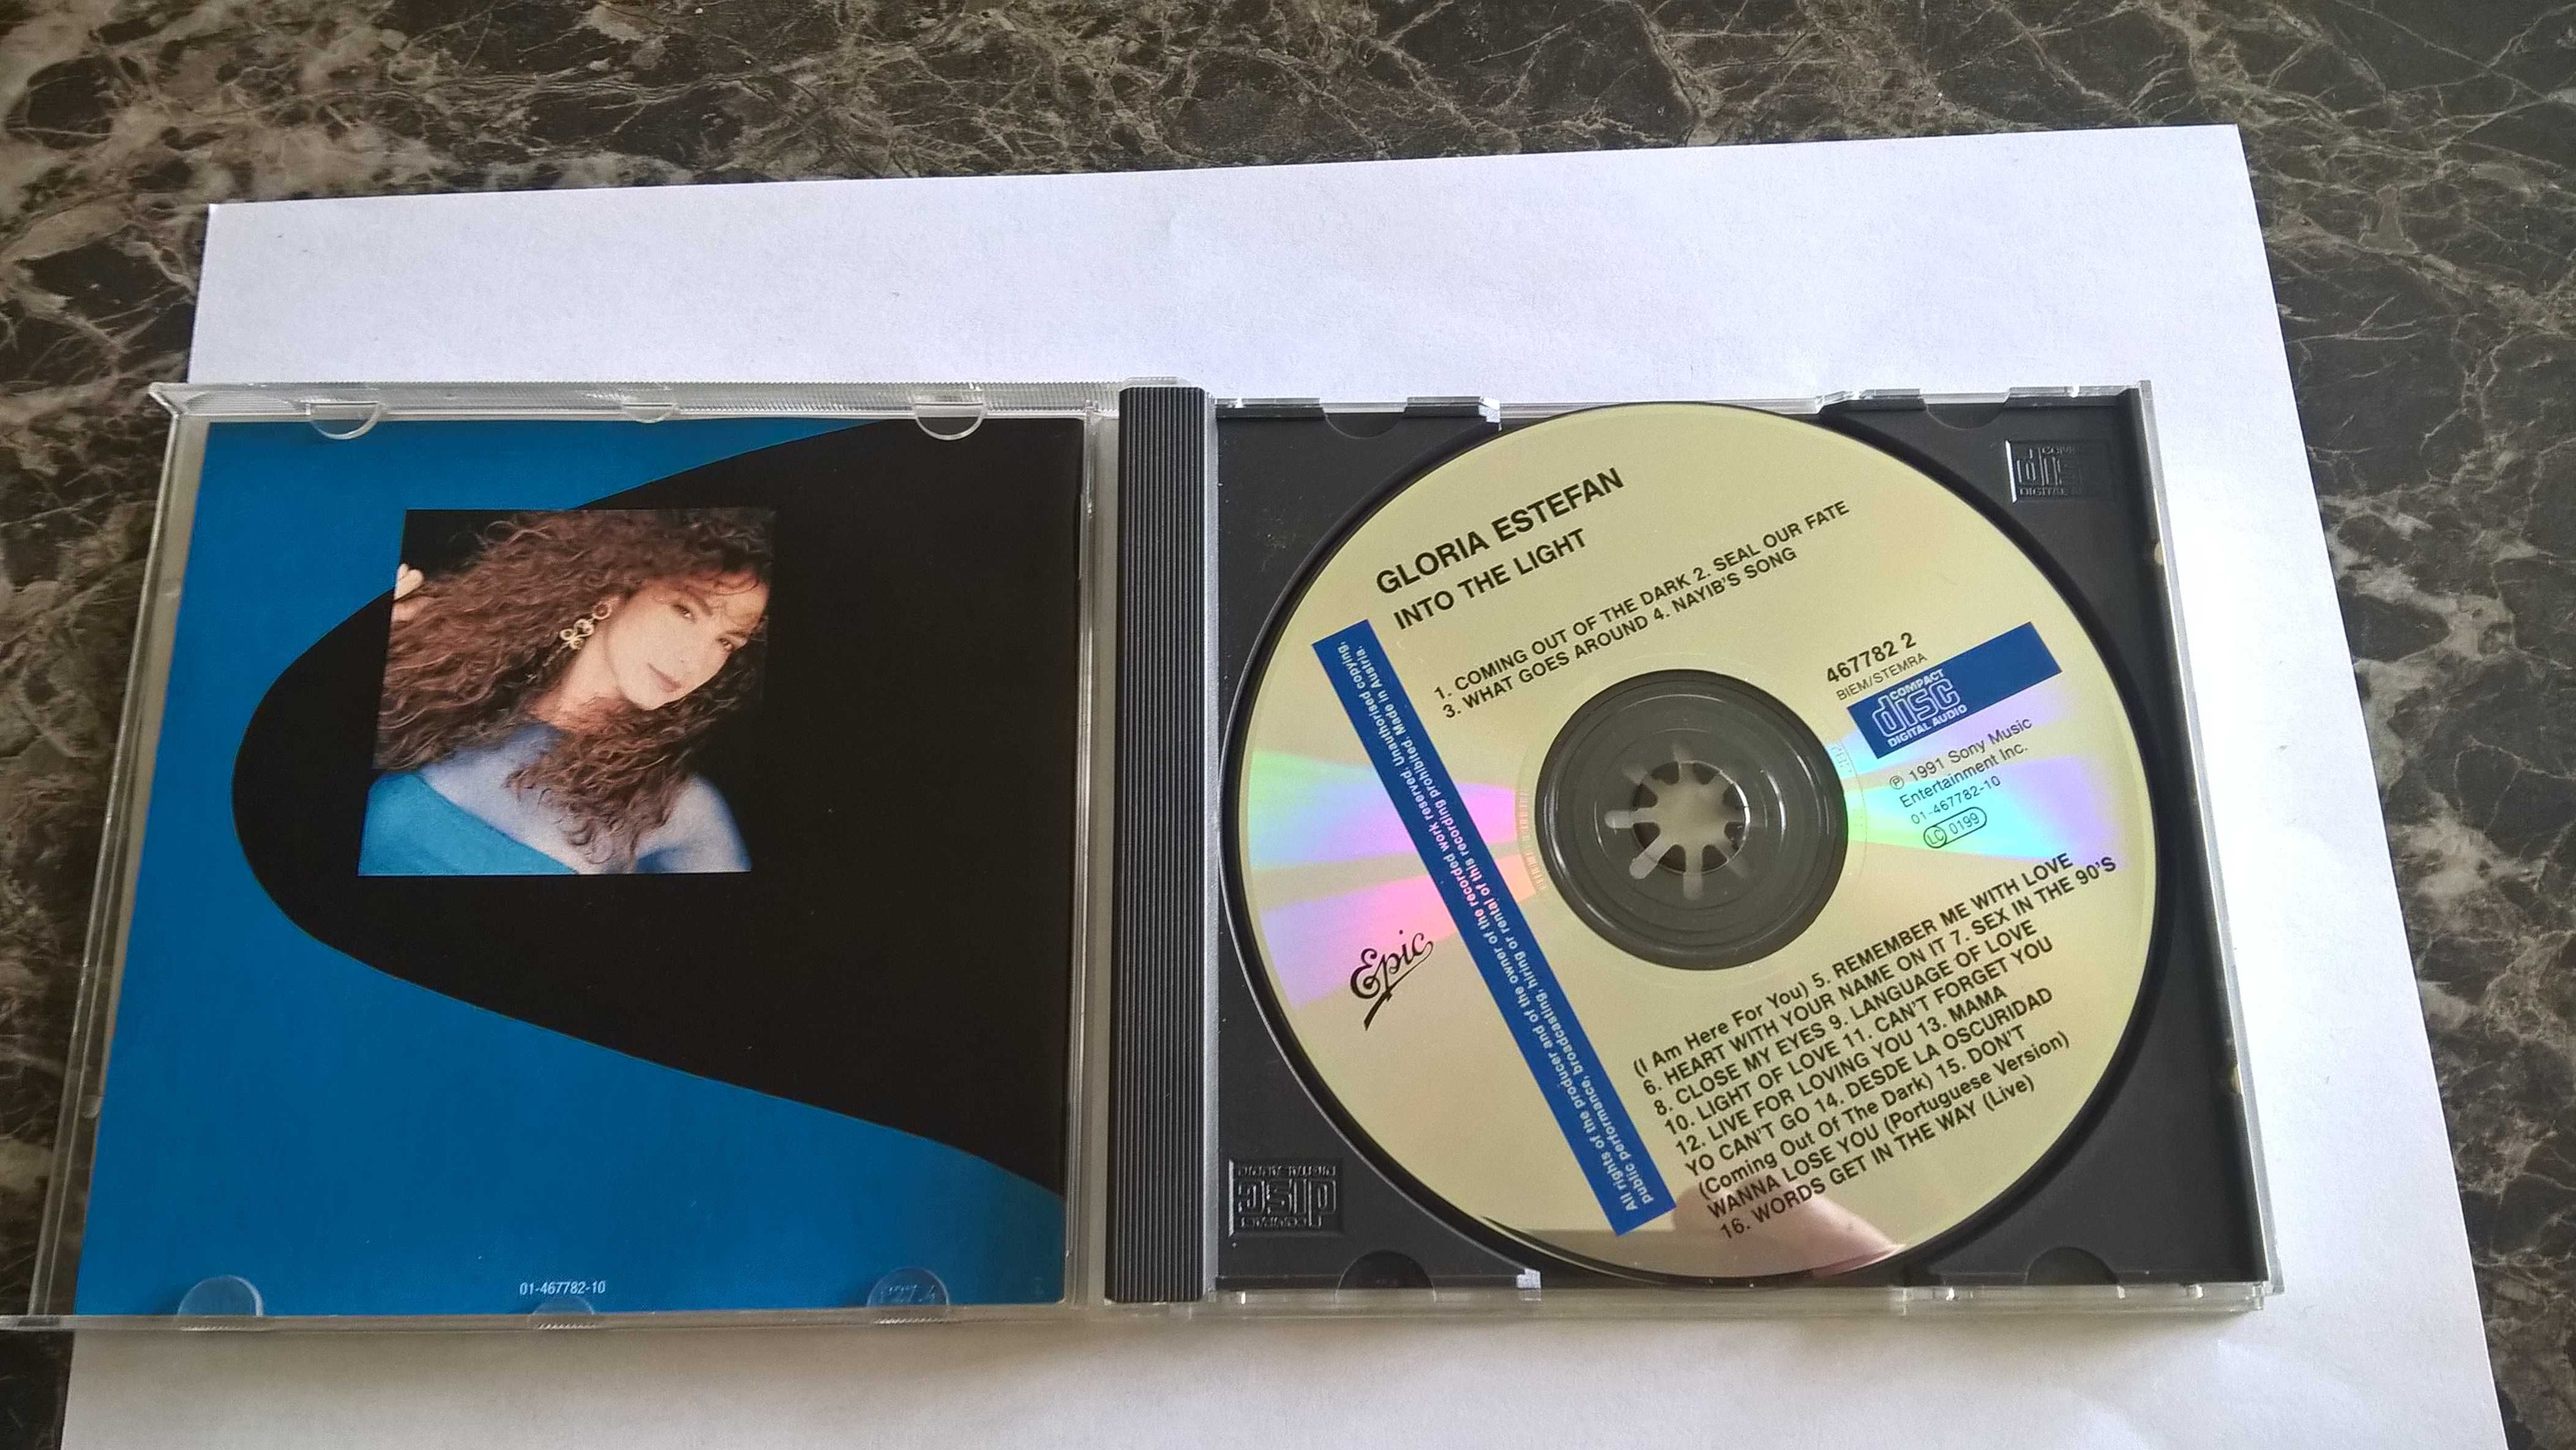 01-467782-10
GLORIA ESTEFAN
INTO THE LIGHT
1. COMING OUT OF THE DARK 2. SEAL OUR FATE
3. WHAT GOES AROUND 4. NAYIB'S SONG
467782 2
BIEM/STEMRA
COMPACT
disc
DIGITAL AUDIO
℗ 1991 Sony Music
Entertainment Inc.
01-467782-10
LC 0199
(I Am Here For You) 5. REMEMBER ME WITH LOVE
6. HEART WITH YOUR NAME ON IT 7. SEX IN THE 90'S
8. CLOSE MY EYES 9. LANGUAGE OF LOVE
10. LIGHT OF LOVE 11. CAN'T FORGET YOU
12. LIVE FOR LOVING YOU 13. MAMA
YO CAN'T GO 14. DESDE LA OSCURIDAD
(Coming Out Of The Dark) 15. DON'T
WANNA LOSE YOU (Portuguese Version)
16. WORDS GET IN THE WAY (Live)
Epic
All rights of the producer and of the owner of the recorded work reserved. Unauthorised copying,
public performance, broadcasting, hiring or rental of this recording prohibited. Made in Austria.
disc